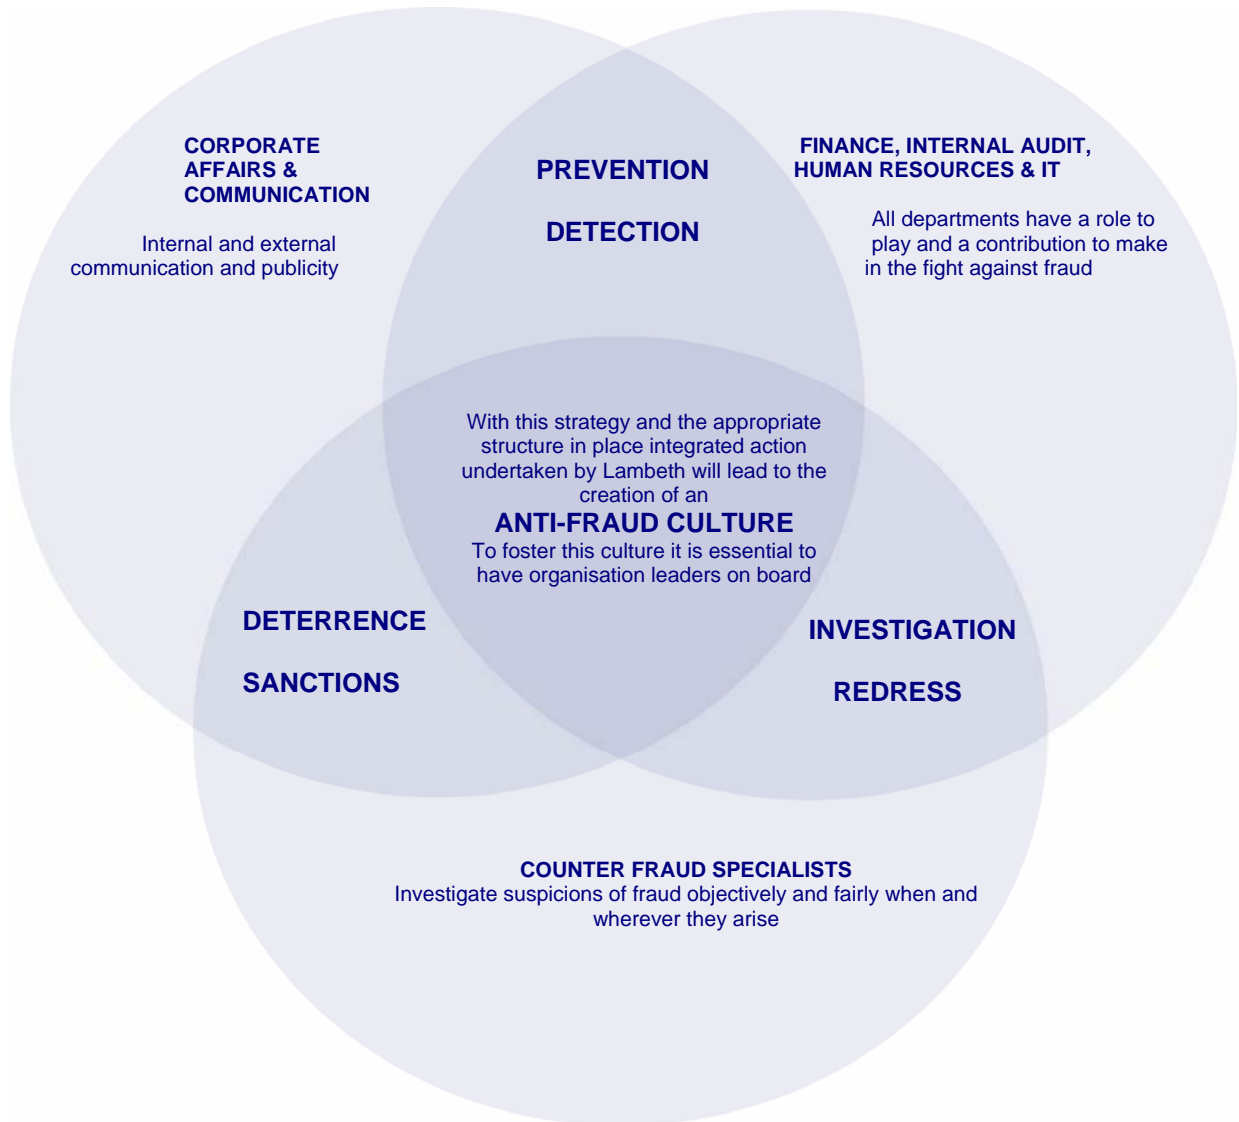 CORPORATE
AFFAIRS &
COMMUNICATION
Internal and external
communication and publicity
PREVENTION
DETECTION
FINANCE, INTERNAL AUDIT,
HUMAN RESOURCES & IT
All departments have a role to
play and a contribution to make
in the fight against fraud
With this strategy and the appropriate
structure in place integrated action
undertaken by Lambeth will lead to the
creation of an
ANTI-FRAUD CULTURE
To foster this culture it is essential to
have organisation leaders on board
DETERRENCE
SANCTIONS
INVESTIGATION
REDRESS
COUNTER FRAUD SPECIALISTS
Investigate suspicions of fraud objectively and fairly when and
wherever they arise